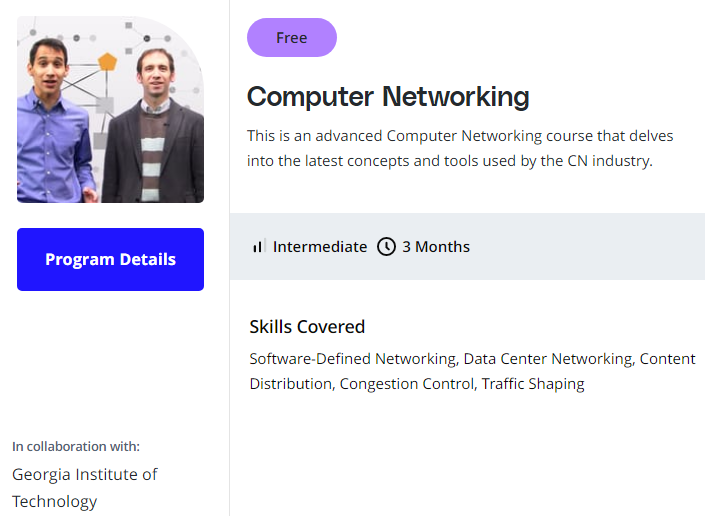 Free
Computer Networking
This is an advanced Computer Networking course that delves
into the latest concepts and tools used by the CN industry.
Program Details
Intermediate 3 Months
Skills Covered
Software-Defined Networking, Data Center Networking, Content
Distribution, Congestion Control, Traffic Shaping
In collaboration with:
Georgia Institute of
Technology